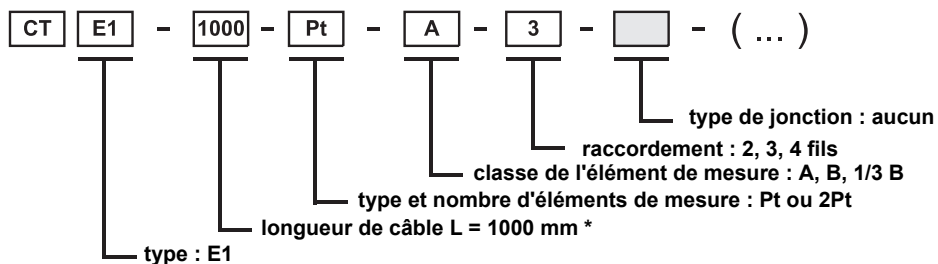 CT E1 - 1000 - Pt - A - 3 - - ( ... )
type de jonction : aucun
raccordement : 2, 3, 4 fils
classe de l'élément de mesure : A, B, 1/3 B
type et nombre d'éléments de mesure : Pt ou 2Pt
longueur de câble L = 1000 mm *
type : E1